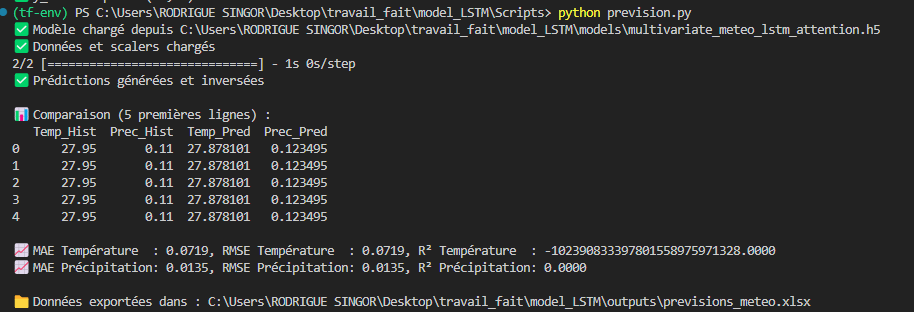 (tf-env) PS C:\Users\RODRIGUE SINGOR\Desktop\travail_fait\model_LSTM\Scripts> python prevision.py
✅ Modèle chargé depuis C:\Users\RODRIGUE SINGOR\Desktop\travail_fait\model_LSTM\models\multivariate_meteo_lstm_attention.h5
✅ Données et scalers chargés
2/2 [==============================] - 1s 0s/step
✅ Prédictions générées et inversées
📊 Comparaison (5 premières lignes) :
   Temp_Hist  Prec_Hist  Temp_Pred  Prec_Pred
0      27.95       0.11  27.878101   0.123495
1      27.95       0.11  27.878101   0.123495
2      27.95       0.11  27.878101   0.123495
3      27.95       0.11  27.878101   0.123495
4      27.95       0.11  27.878101   0.123495
📈 MAE Température  : 0.0719, RMSE Température  : 0.0719, R² Température  : -102390833397801558975971328.0000
📈 MAE Précipitation: 0.0135, RMSE Précipitation: 0.0135, R² Précipitation: 0.0000
📁 Données exportées dans : C:\Users\RODRIGUE SINGOR\Desktop\travail_fait\model_LSTM\outputs\previsions_meteo.xlsx